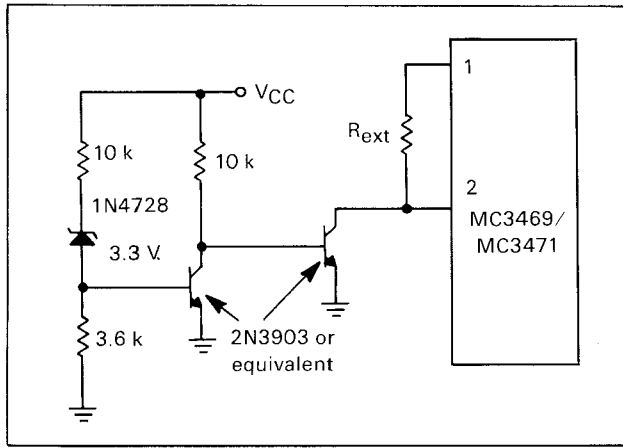 VCC
10 k
10 k
1N4728
3.3 V.
3.6 k
2N3903 or
equivalent
Rext
1
2
MC3469/
MC3471